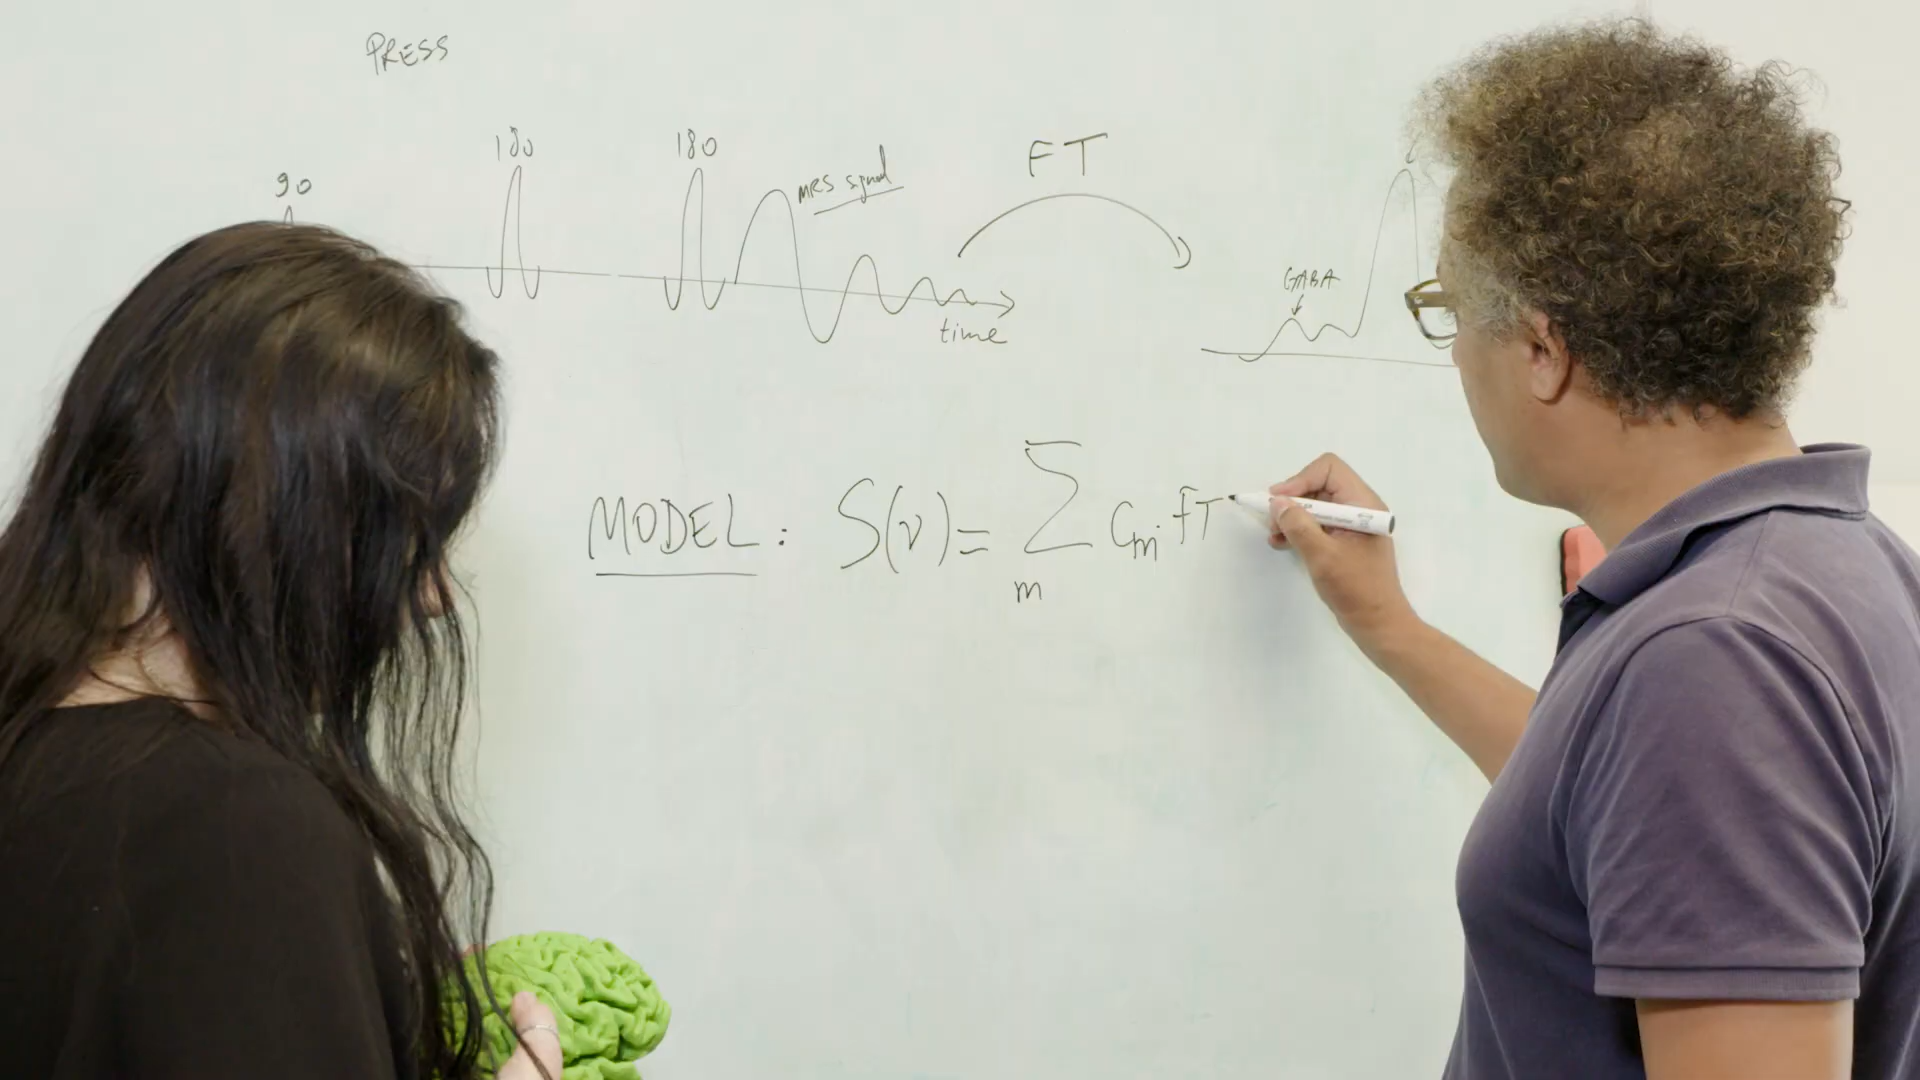 PRESS
90
180
180
MRS signal
FT
GABA
time
MODEL: S(ν) = ∑ Cm FT
m